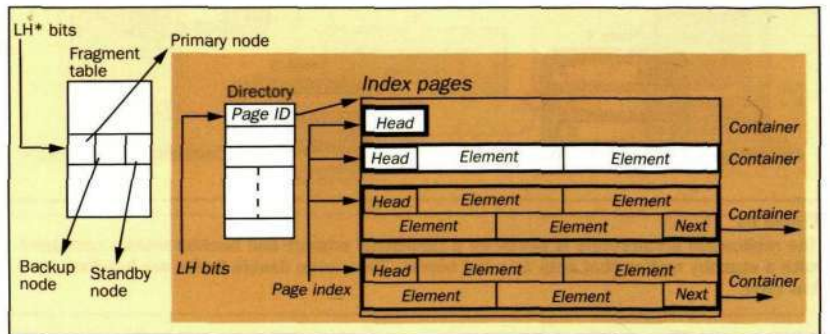 LH* bits
Primary node
Fragment
table
Directory
Index pages
Page ID
Head
Container
Head Element Element
Container
Head Element Element
Container
Element Element Next
Backup
node
Standby
node
LH bits
Page index
Head Element Element
Container
Element Element Next